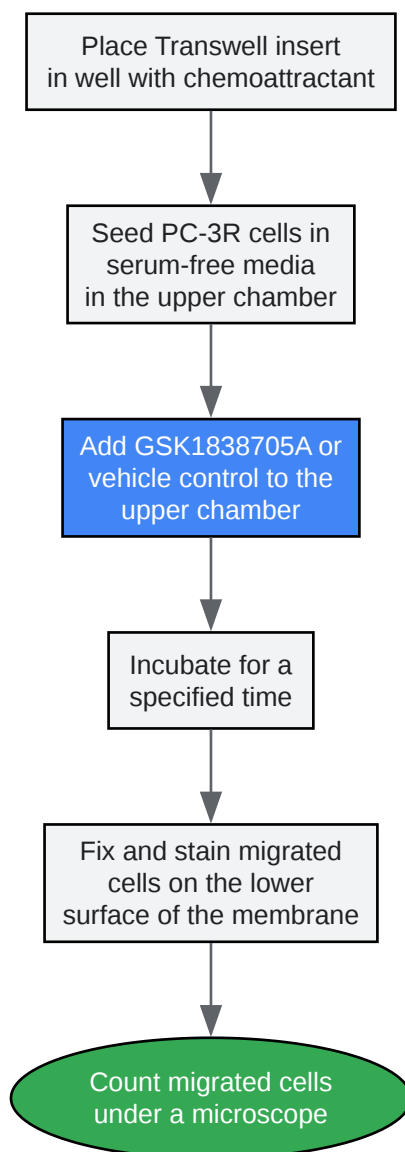 Place Transwell insert
in well with chemoattractant
Seed PC-3R cells in
serum-free media
in the upper chamber
Add GSK1838705A or
vehicle control to the
upper chamber
Incubate for a
specified time
Fix and stain migrated
cells on the lower
surface of the membrane
Count migrated cells
under a microscope